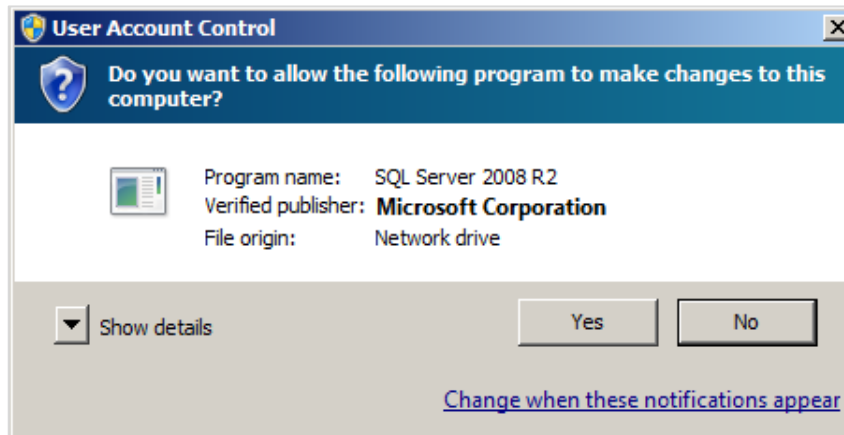 User Account Control
Do you want to allow the following program to make changes to this
computer?
Program name: SQL Server 2008 R2
Verified publisher: Microsoft Corporation
File origin: Network drive
Show details
Yes
No
Change when these notifications appear